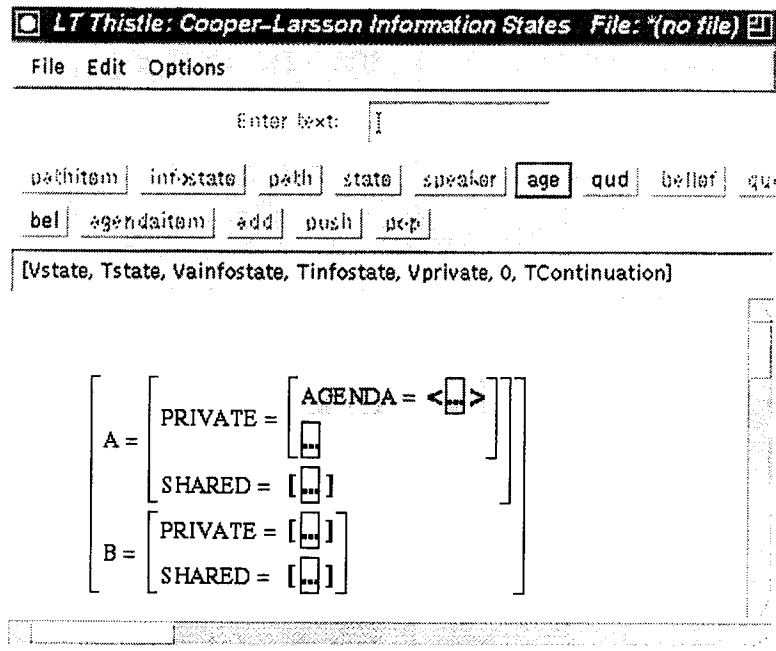 LT Thistle: Cooper-Larsson Information States File: *(no file)
File Edit Options
Enter text:
pathitem infostate path state speaker age qud belief qu
bel agendaitem add push pop
[Vstate, Tstate, Vainfostate, Tinfostate, Vprivate, 0, TContinuation]
AGENDA = <...>
PRIVATE =
...
A =
SHARED = [...]
PRIVATE = [...]
B =
SHARED = [...]